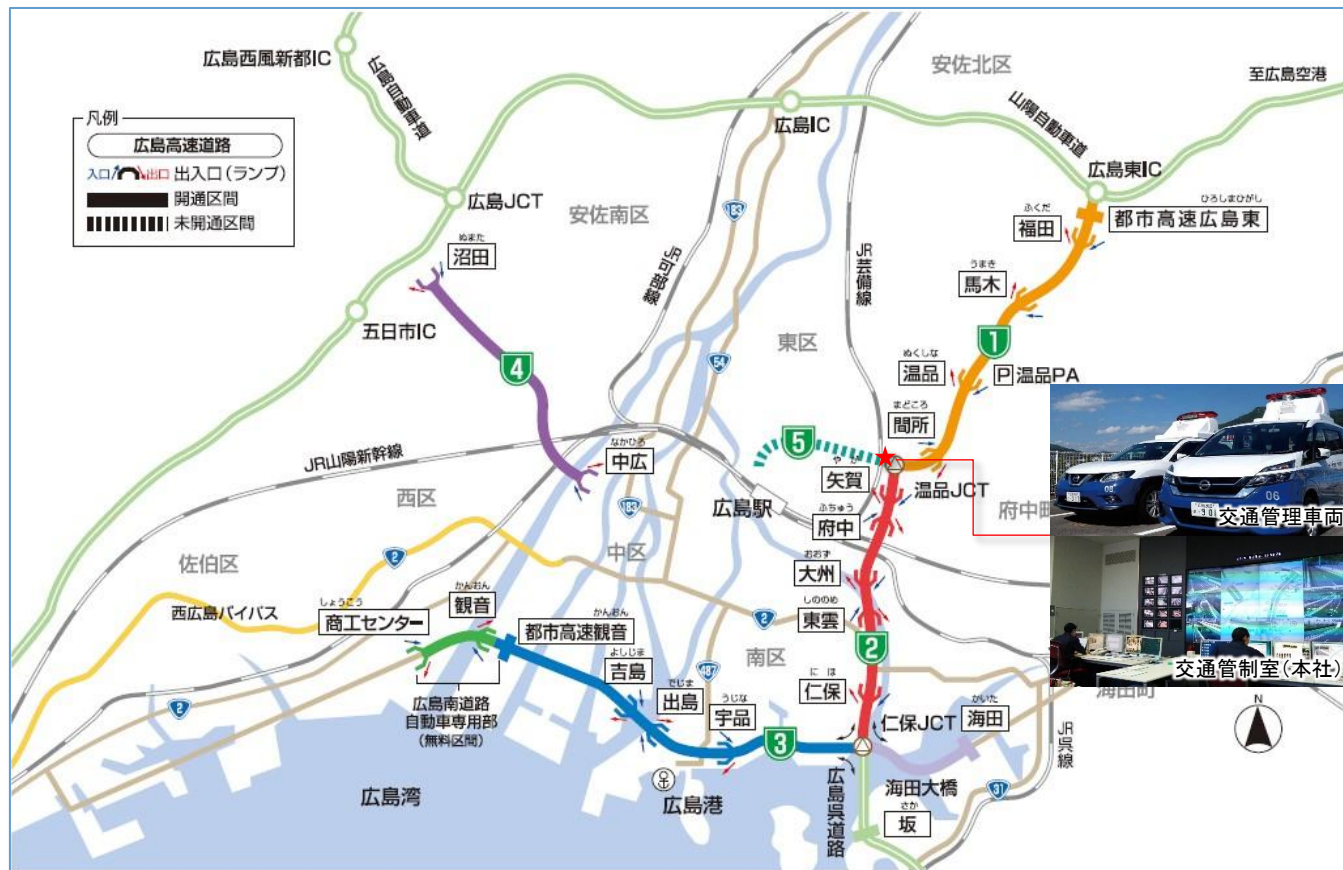 広島西風新都IC
広島自動車道
凡例
広島高速道路
入口 出口 出入口(ランプ)
開通区間
未開通区間
広島JCT
安佐南区
安佐北区
広島IC
山陽自動車道
至広島空港
広島東IC
ひろしまひがし
都市高速広島東
ふくだ
福田
うまき
馬木
183
JR可部線
JR芸備線
ぬまた
沼田
五日市IC
4
54
東区
1
ぬくしな
温品
P 温品PA
まどころ
間所
5
やが
矢賀
温品JCT
JR山陽新幹線
なかひろ
中広
西区
183
広島駅
ふちゅう
府中
府中町
06
交通管理車両
中区
佐伯区
2
おおず
大州
しののめ
東雲
西広島バイパス
しょうこう
商工センター
かんおん
観音
かんおん
都市高速観音
よしじま
吉島
でじま
出島
うじな
宇品
2
487
南区
2
にほ
仁保
仁保JCT
かいた
海田
海田町
交通管制室(本社)
N
2
広島南道路
自動車専用部
(無料区間)
3
広島湾
広島港
広島呉道路
海田大橋
さか
坂
31
JR呉線